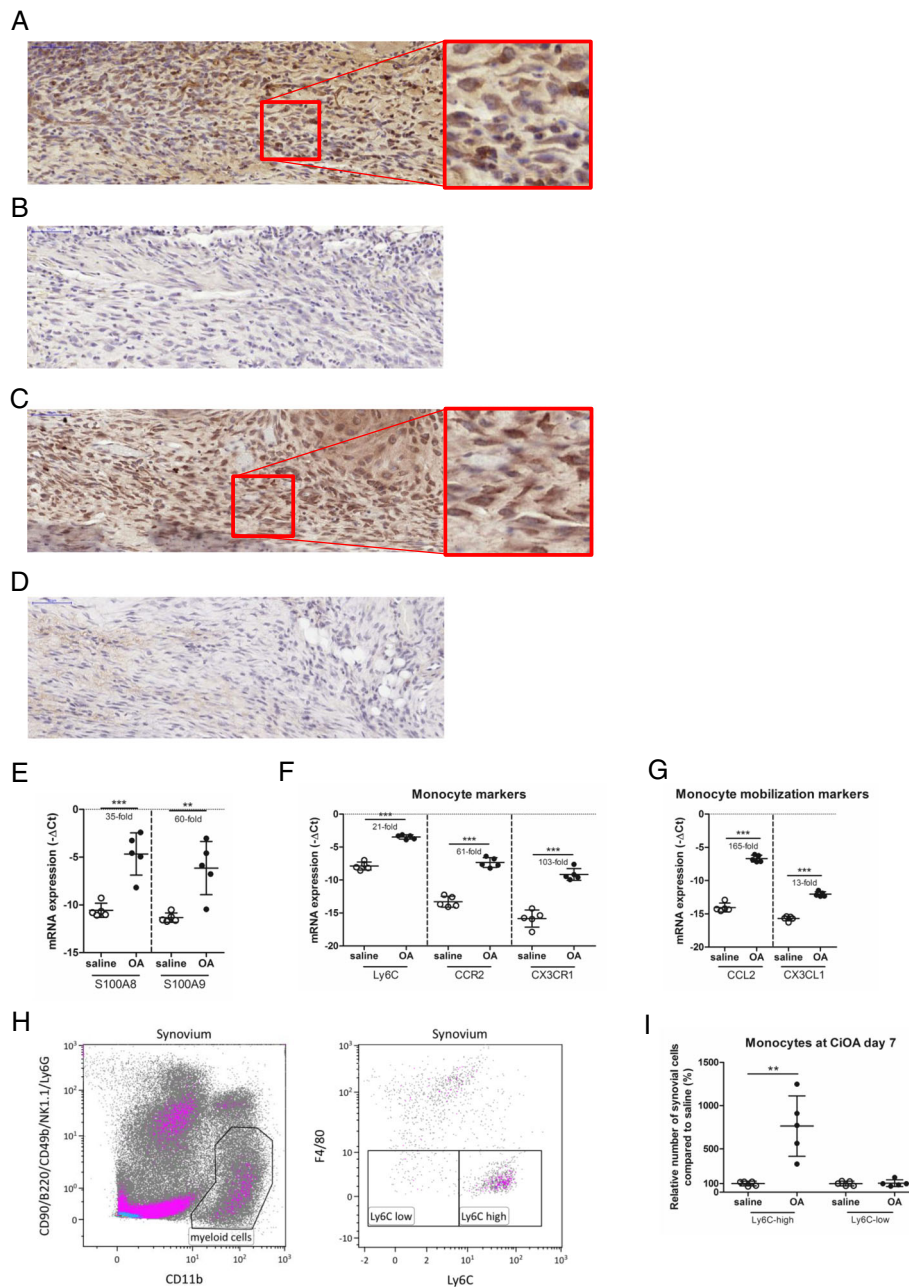 A
B
C
D
E
mRNA expression (-ΔCt)
0
-5
-10
-15
***
35-fold
**
60-fold
saline OA saline OA
S100A8 S100A9
F
Monocyte markers
mRNA expression (-ΔCt)
0
-5
-10
-15
-20
***
21-fold
***
61-fold
***
103-fold
saline OA saline OA saline OA
Ly6C CCR2 CX3CR1
G
Monocyte mobilization markers
mRNA expression (-ΔCt)
0
-5
-10
-15
-20
***
165-fold
***
13-fold
saline OA saline OA
CCL2 CX3CL1
H
Synovium
CD90/B220/CD49b/NK1.1/Ly6G
10³
10²
10
10⁰
0
myeloid cells
0 10 10² 10³
CD11b
Synovium
F4/80
10³
10²
10
0
-10
Ly6C low
Ly6C high
-2 0 2 10 10² 10³
Ly6C
I
Monocytes at CiOA day 7
Relative number of synovial cells
compared to saline (%)
1500
1000
500
100
**
saline OA saline OA
Ly6C-high Ly6C-low